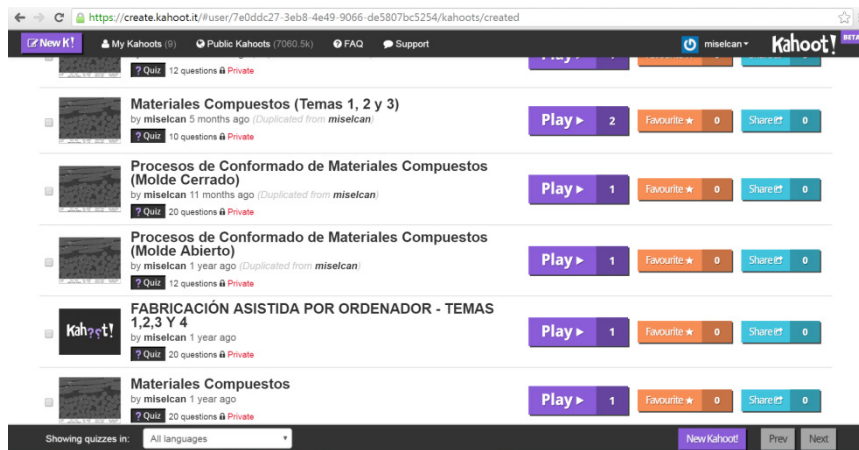 https://create.kahoot.it/#user/7e0ddc27-3eb8-4e49-9066-de5807bc5254/kahoots/created
New K! My Kahoots (9) Public Kahoots (7060.5k) FAQ Support miselcan Kahoot! BETA
? Quiz 12 questions Private
Materiales Compuestos (Temas 1, 2 y 3)
by miselcan 5 months ago (Duplicated from miselcan)
? Quiz 10 questions Private
Play 2 Favourite 0 Share 0
Procesos de Conformado de Materiales Compuestos
(Molde Cerrado)
by miselcan 11 months ago (Duplicated from miselcan)
? Quiz 20 questions Private
Play 1 Favourite 0 Share 0
Procesos de Conformado de Materiales Compuestos
(Molde Abierto)
by miselcan 1 year ago (Duplicated from miselcan)
? Quiz 12 questions Private
Play 1 Favourite 0 Share 0
Kahoot!
FABRICACIÓN ASISTIDA POR ORDENADOR - TEMAS
1,2,3 Y 4
by miselcan 1 year ago
? Quiz 20 questions Private
Play 1 Favourite 0 Share 0
Materiales Compuestos
by miselcan 1 year ago
? Quiz 20 questions Private
Play 1 Favourite 0 Share 0
Showing quizzes in: All languages New Kahoot! Prev Next